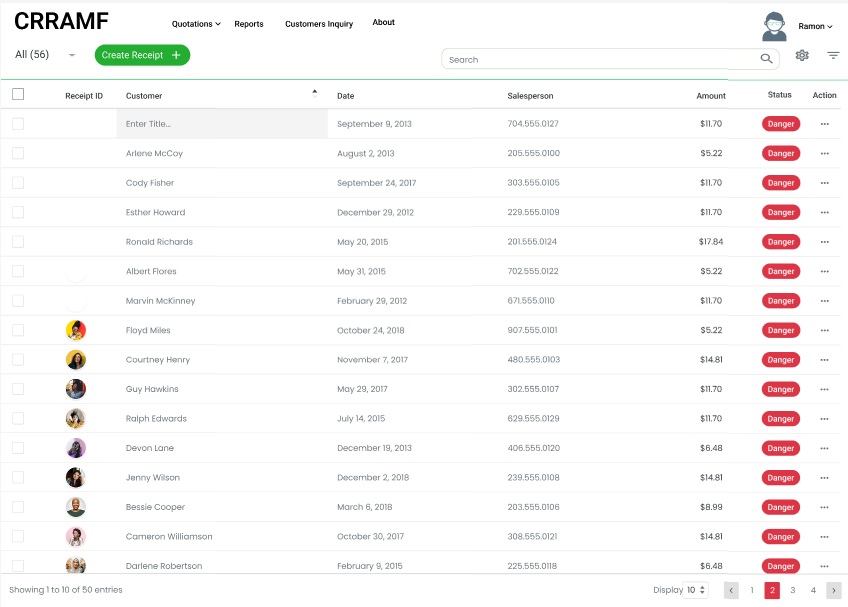 CRRAMF
Quotations Reports Customers Inquiry About Ramon
All (56) Create Receipt + Search
Receipt ID Customer Date Salesperson Amount Status Action
Enter Title... September 9, 2013 704.555.0127 $11.70 Danger ...
Arlene McCoy August 2, 2013 205.555.0100 $5.22 Danger ...
Cody Fisher September 24, 2017 303.555.0105 $11.70 Danger ...
Esther Howard December 29, 2012 229.555.0109 $11.70 Danger ...
Ronald Richards May 20, 2015 201.555.0124 $17.84 Danger ...
Albert Flores May 31, 2015 702.555.0122 $5.22 Danger ...
Marvin McKinney February 29, 2012 671.555.0110 $11.70 Danger ...
Floyd Miles October 24, 2018 907.555.0101 $5.22 Danger ...
Courtney Henry November 7, 2017 480.555.0103 $14.81 Danger ...
Guy Hawkins May 29, 2017 302.555.0107 $11.70 Danger ...
Ralph Edwards July 14, 2015 629.555.0129 $11.70 Danger ...
Devon Lane December 19, 2013 406.555.0120 $6.48 Danger ...
Jenny Wilson December 2, 2018 239.555.0108 $14.81 Danger ...
Bessie Cooper March 6, 2018 203.555.0106 $8.99 Danger ...
Cameron Williamson October 30, 2017 308.555.0121 $14.81 Danger ...
Darlene Robertson February 9, 2015 225.555.0118 $6.48 Danger ...
Showing 1 to 10 of 50 entries Display 10 < 1 2 3 4 >